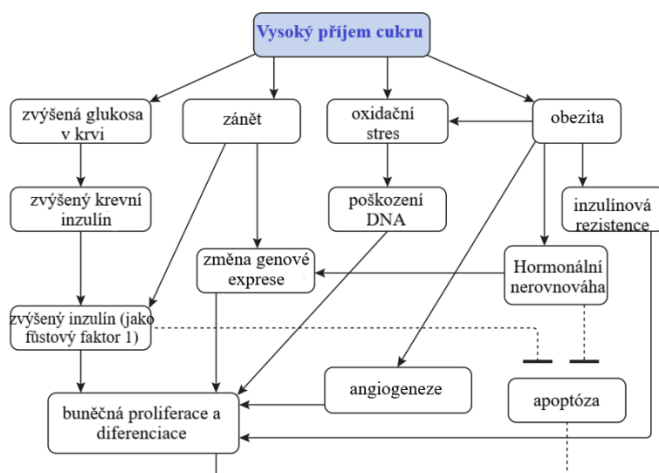 Vysoký příjem cukru
zvýšená glukosa
v krvi
zánět
oxidační
stres
obezita
zvýšený krevní
inzulín
poškození
DNA
inzulínová
rezistence
změna genové
exprese
Hormonální
nerovnováha
zvýšený inzulín (jako
fůstový faktor 1)
angiogeneze
apoptóza
buněčná proliferace a
diferenciace